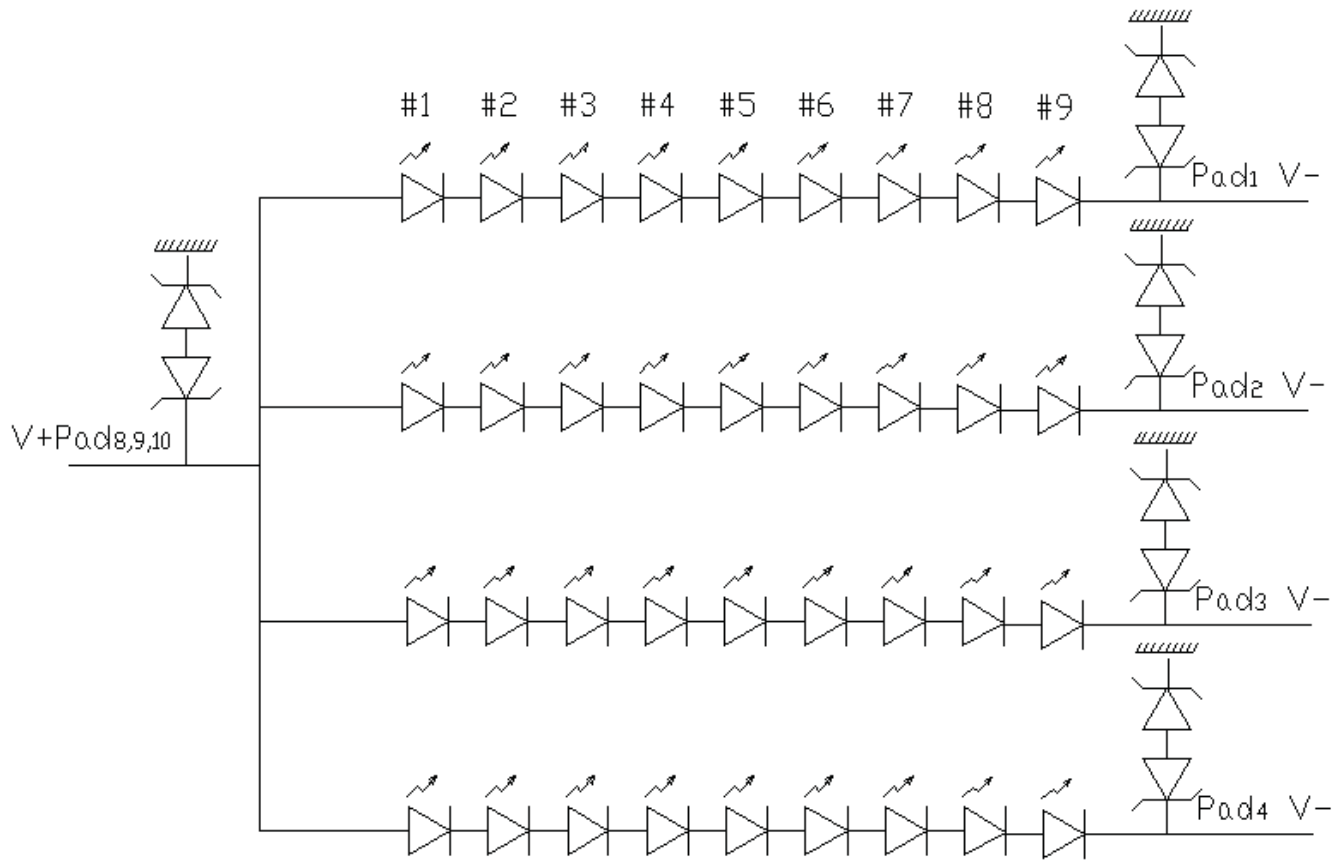 #1 #2 #3 #4 #5 #6 #7 #8 #9
Pad1 V-
Pad2 V-
V+Pad8,9,10
Pad3 V-
Pad4 V-